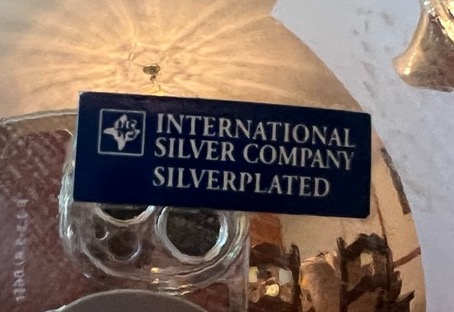 INTERNATIONAL
SILVER COMPANY
SILVERPLATED